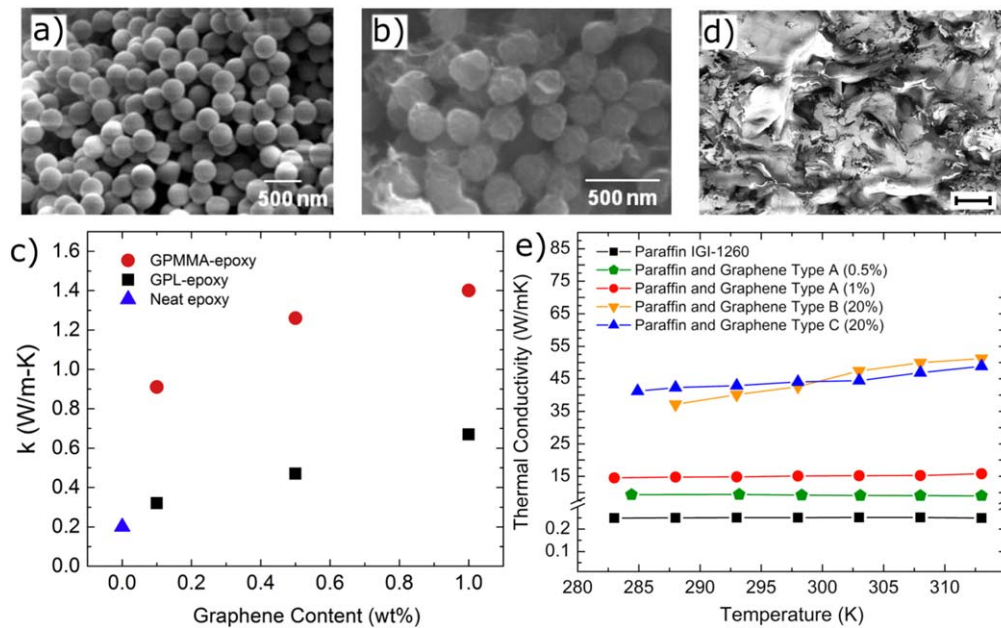 a)
500 nm
b)
500 nm
d)
c)
GPMMA-epoxy
GPL-epoxy
Neat epoxy
k (W/m-K)
1.6
1.4
1.2
1.0
0.8
0.6
0.4
0.2
0.0
0.0 0.2 0.4 0.6 0.8 1.0
Graphene Content (wt%)
e)
Paraffin IGI-1260
Paraffin and Graphene Type A (0.5%)
Paraffin and Graphene Type A (1%)
Paraffin and Graphene Type B (20%)
Paraffin and Graphene Type C (20%)
Thermal Conductivity (W/mK)
85
75
65
55
45
35
25
15
0.2
0.1
280 285 290 295 300 305 310
Temperature (K)